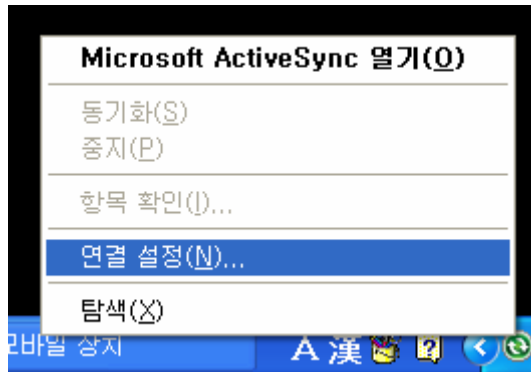 Microsoft ActiveSync 열기(O)
동기화(S)
중지(P)
항목 확인(I)...
연결 설정(N)...
탐색(X)
모바일 장치 A 漢 ?